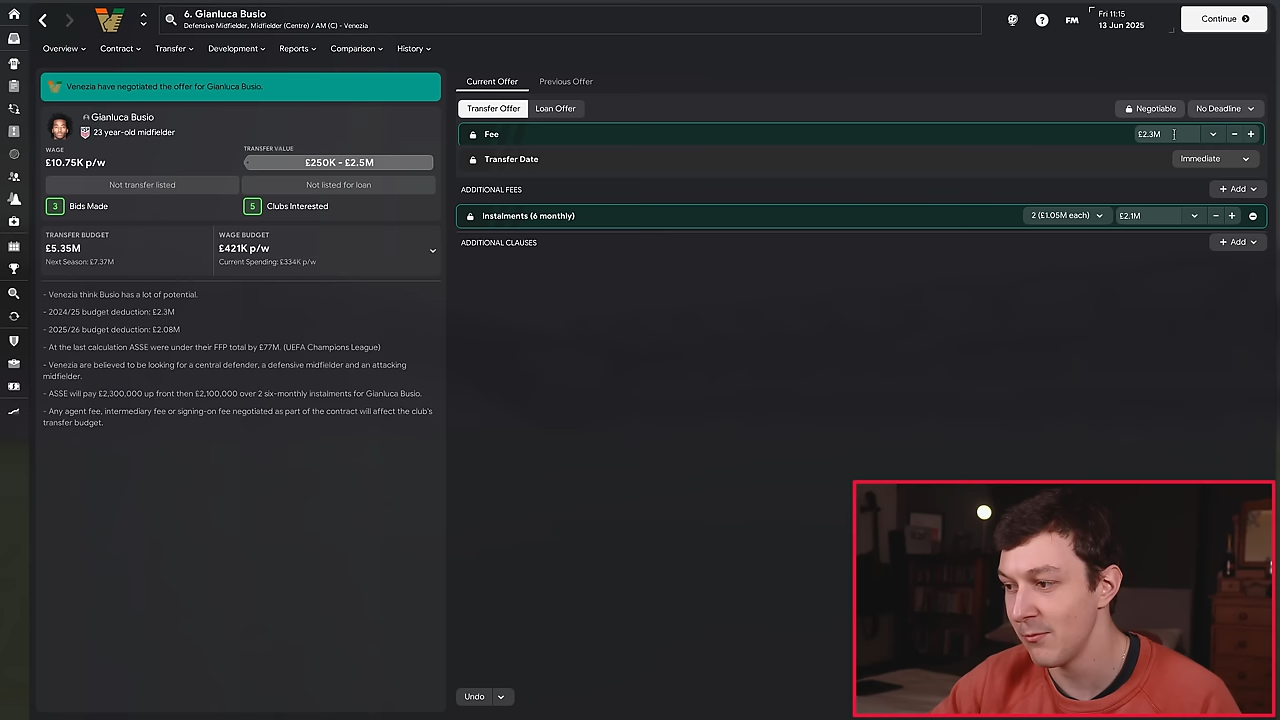 6. Gianluca Busio
Defensive Midfielder, Midfielder (Centre) / AM (C) - Venezia
FM
Fri 11:15
13 Jun 2025
Continue
Overview
Contract
Transfer
Development
Reports
Comparison
History
Venezia have negotiated the offer for Gianluca Busio.
Gianluca Busio
23 year-old midfielder
WAGE
£10.75K p/w
TRANSFER VALUE
£250K - £2.5M
Not transfer listed
Not listed for loan
3 Bids Made
5 Clubs Interested
TRANSFER BUDGET
£5.35M
Next Season: £7.37M
WAGE BUDGET
£421K p/w
Current Spending: £334K p/w
- Venezia think Busio has a lot of potential.
- 2024/25 budget deduction: £2.3M
- 2025/26 budget deduction: £2.08M
- At the last calculation ASSE were under their FFP total by £77M. (UEFA Champions League)
- Venezia are believed to be looking for a central defender, a defensive midfielder and an attacking
midfielder.
- ASSE will pay £2,300,000 up front then £2,100,000 over 2 six-monthly instalments for Gianluca Busio.
- Any agent fee, intermediary fee or signing-on fee negotiated as part of the contract will affect the club's
transfer budget.
Current Offer
Previous Offer
Transfer Offer
Loan Offer
Negotiable
No Deadline
Fee
£2.3M
Transfer Date
Immediate
ADDITIONAL FEES
+ Add
Instalments (6 monthly)
2 (£1.05M each)
£2.1M
ADDITIONAL CLAUSES
+ Add
Undo